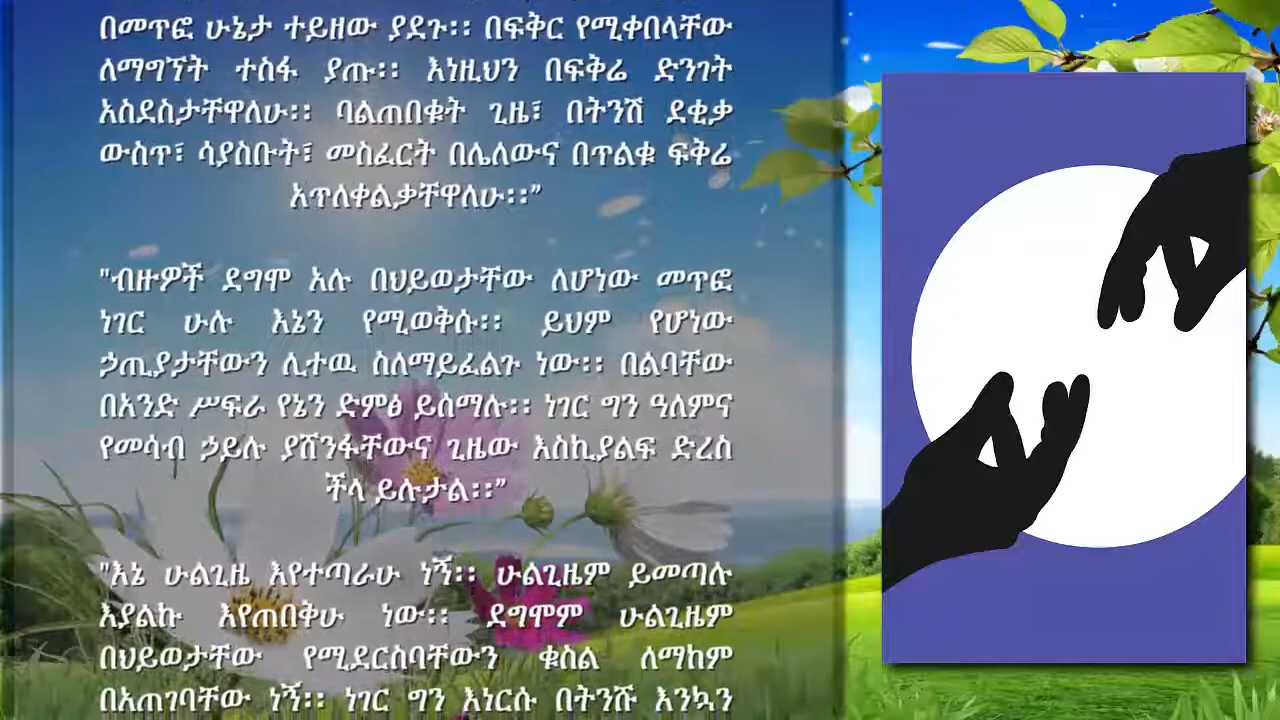 በመጥፎ ሁኔታ ተይዘው ያደጉ፡፡ በፍቅር የሚቀበላቸው
ለማግኘት ተስፋ ያጡ፡፡ እነዚህን በፍቅሬ ድንገት
አስደስታቸዋለሁ፡፡ ባልጠበቁት ጊዜ፣ በትንሽ ደቂቃ
ውስጥ፣ ሳያስቡት፣ መስፈርት በሌለውና በጥልቁ ፍቅሬ
አጥለቀልቃቸዋለሁ፡፡”
"ብዙዎች ደግሞ አሉ በህይወታቸው ለሆነው መጥፎ
ነገር ሁሉ እኔን የሚወቅሱ፡፡ ይህም የሆነው
ኃጢያታቸውን ሊተዉ ስለማይፈልጉ ነው፡፡ በልባቸው
በአንድ ሥፍራ የኔን ድምፅ ይሰማሉ፡፡ ነገር ግን ዓለምና
የመሳብ ኃይሉ ያሸንፋቸውና ጊዜው እስኪያልፍ ድረስ
ችላ ይሉታል፡፡”
"እኔ ሁልጊዜ እየተጣራሁ ነኝ፡፡ ሁልጊዜም ይመጣሉ
እያልኩ እየጠበቅሁ ነው፡፡ ደግሞም ሁልጊዜም
በህይወታቸው የሚደርስባቸውን ቁስል ለማከም
በአጠገባቸው ነኝ፡፡ ነገር ግን እነርሱ በትንሹ እንኳን